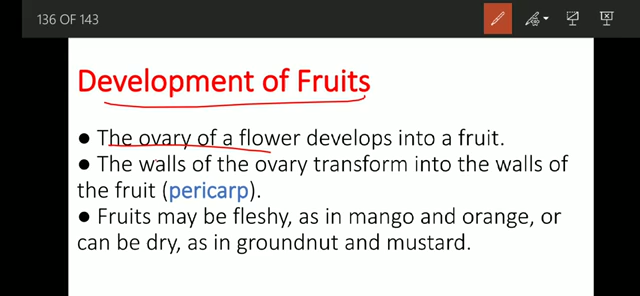 136 OF 143
Development of Fruits
● The ovary of a flower develops into a fruit.
● The walls of the ovary transform into the walls of
the fruit (pericarp).
● Fruits may be fleshy, as in mango and orange, or
can be dry, as in groundnut and mustard.